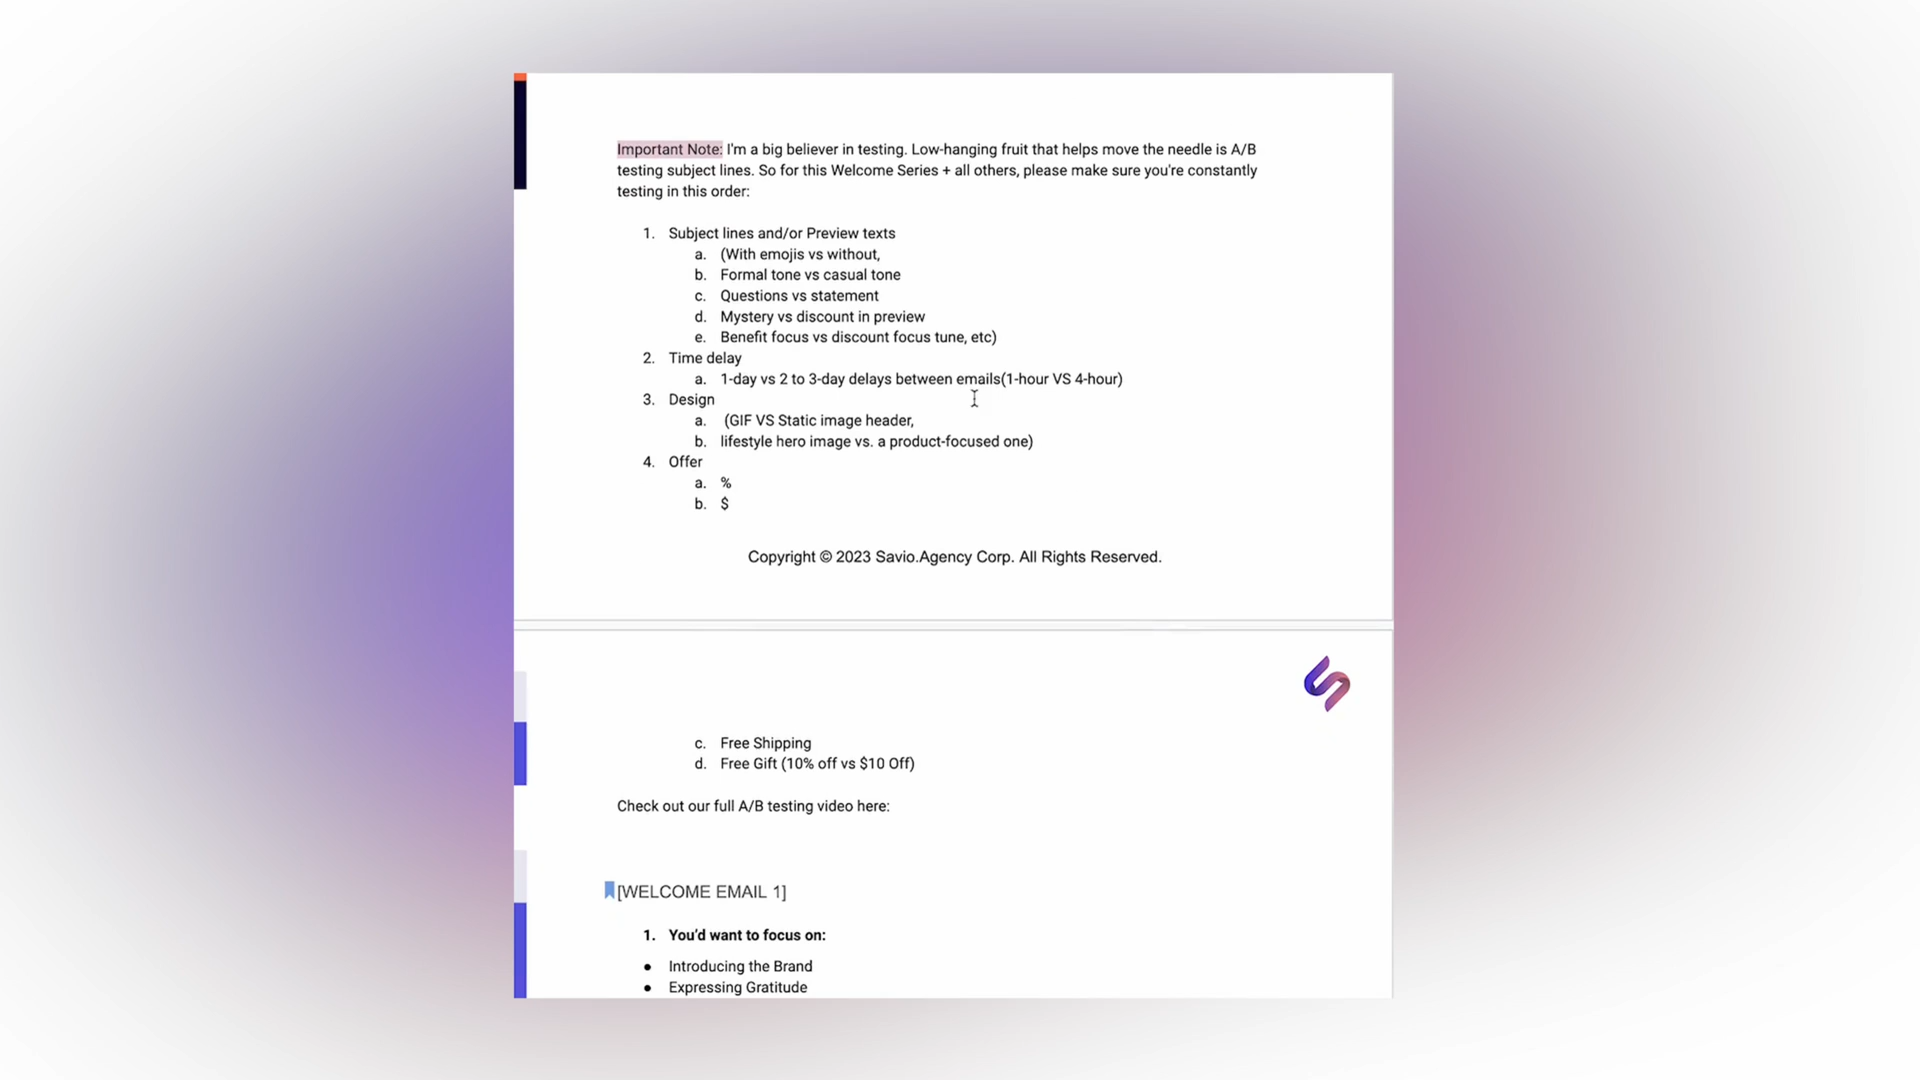 Important Note: I'm a big believer in testing. Low-hanging fruit that helps move the needle is A/B
testing subject lines. So for this Welcome Series + all others, please make sure you're constantly
testing in this order:
1. Subject lines and/or Preview texts
a. (With emojis vs without,
b. Formal tone vs casual tone
c. Questions vs statement
d. Mystery vs discount in preview
e. Benefit focus vs discount focus tune, etc)
2. Time delay
a. 1-day vs 2 to 3-day delays between emails(1-hour VS 4-hour)
3. Design
a. (GIF VS Static image header,
b. lifestyle hero image vs. a product-focused one)
4. Offer
a. %
b. $
Copyright © 2023 Savio.Agency Corp. All Rights Reserved.
c. Free Shipping
d. Free Gift (10% off vs $10 Off)
Check out our full A/B testing video here:
[WELCOME EMAIL 1]
1. You'd want to focus on:
● Introducing the Brand
● Expressing Gratitude